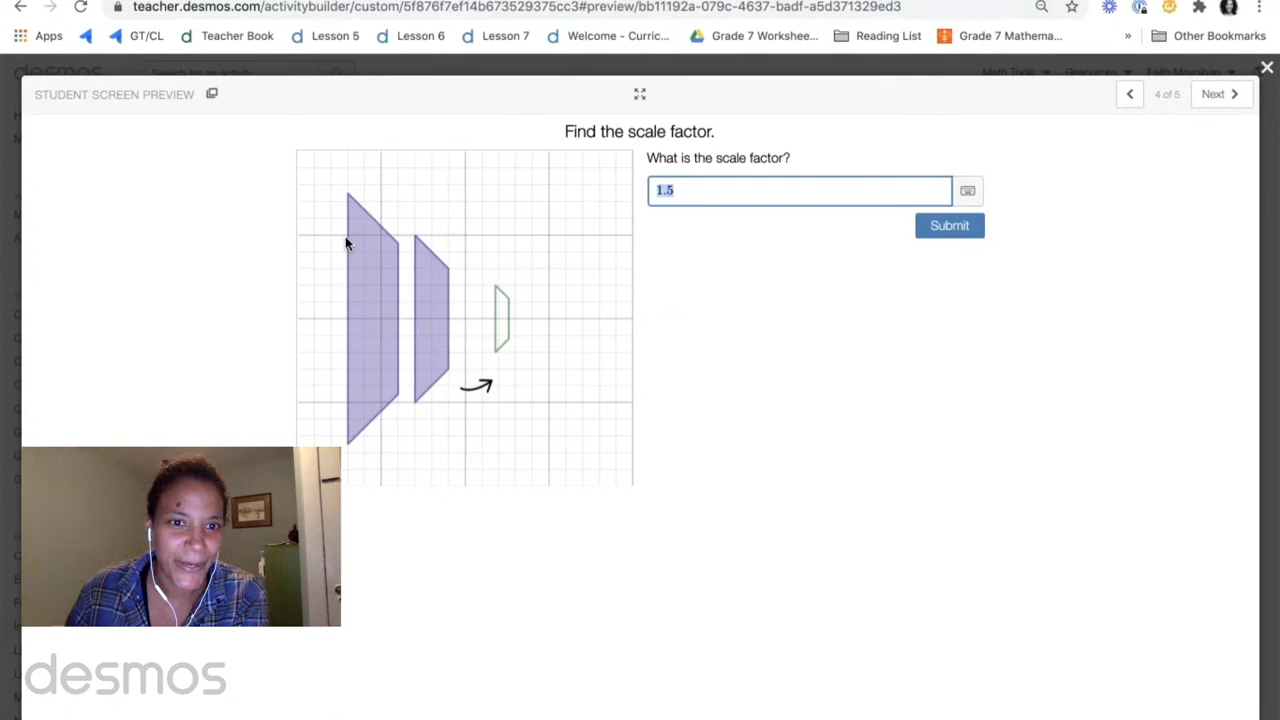 teacher.desmos.com/activitybuilder/custom/5f876f7ef14b673529375cc3#preview/bb11192a-079c-4637-badf-a5d371329ed3
Apps GT/CL Teacher Book Lesson 5 Lesson 6 Lesson 7 Welcome - Curric... Grade 7 Workshee... Reading List Grade 7 Mathema... » Other Bookmarks
desmos
STUDENT SCREEN PREVIEW 4 of 5 Next
Find the scale factor.
What is the scale factor?
1.5
Submit
desmos